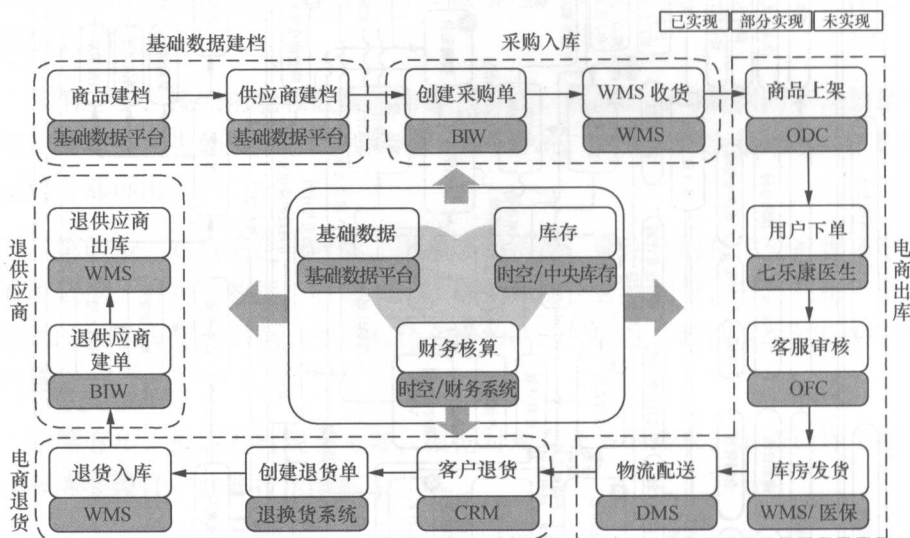 已实现 部分实现 未实现
基础数据建档
采购入库
商品建档
基础数据平台
供应商建档
基础数据平台
创建采购单
BIW
WMS 收货
WMS
商品上架
ODC
退供应商
退供应商
出库
WMS
退供应商
建单
BIW
基础数据
基础数据平台
库存
时空/中央库存
财务核算
时空/财务系统
用户下单
七乐康医生
电商出库
客服审核
OFC
电商退货
退货入库
WMS
创建退货单
退换货系统
客户退货
CRM
物流配送
DMS
库房发货
WMS/医保